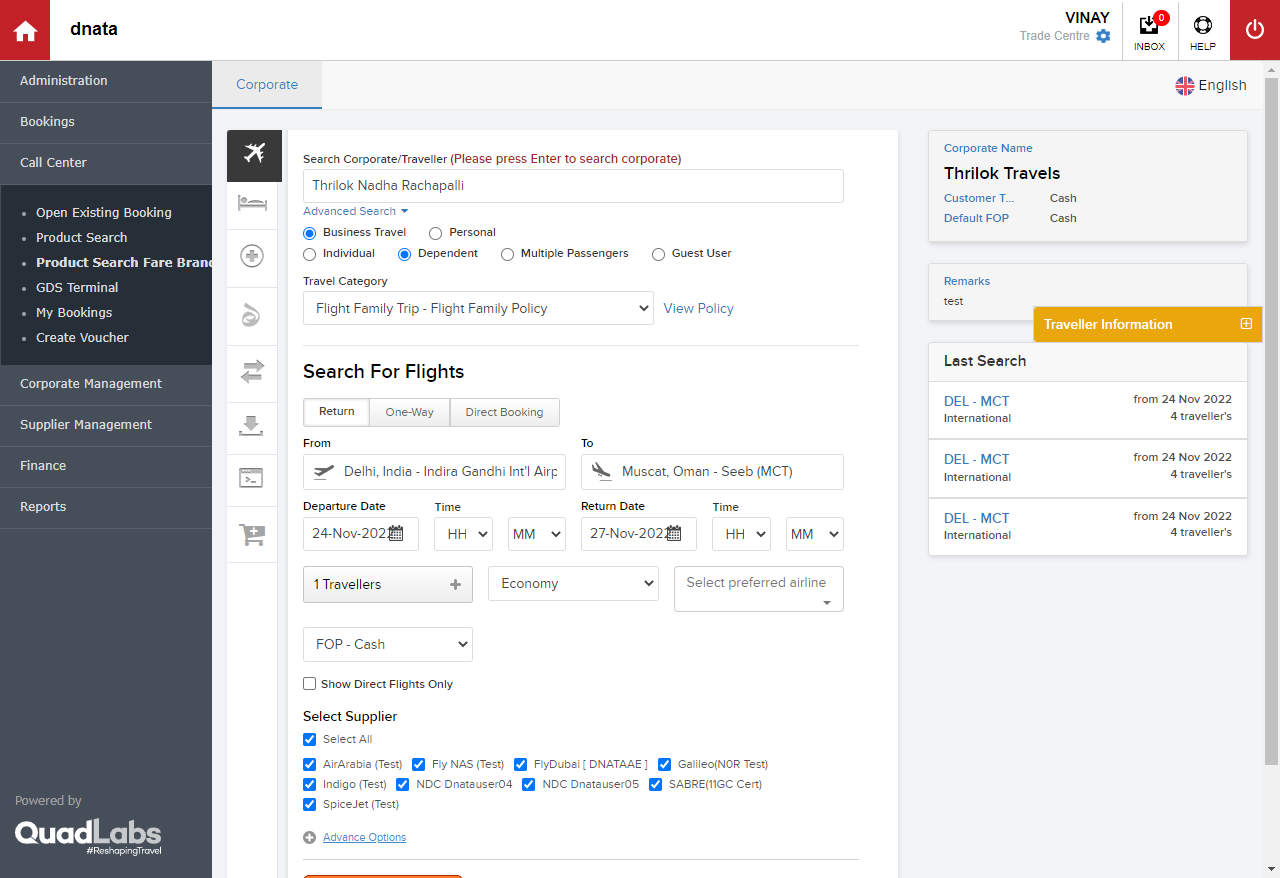 dnata
VINAY
Trade Centre
0
INBOX
HELP
Administration
Bookings
Call Center
Open Existing Booking
Product Search
Product Search Fare Bran
GDS Terminal
My Bookings
Create Voucher
Corporate Management
Supplier Management
Finance
Reports
Powered by
QuadLabs
#ReshapingTravel
Corporate
English
Search Corporate/Traveller (Please press Enter to search corporate)
Thrilok Nadha Rachapalli
Advanced Search
Business Travel Personal
Individual Dependent Multiple Passengers Guest User
Travel Category
Flight Family Trip - Flight Family Policy View Policy
Search For Flights
Return One-Way Direct Booking
From To
Delhi, India - Indira Gandhi Int'l Airp Muscat, Oman - Seeb (MCT)
Departure Date Time Return Date Time
24-Nov-2022 HH MM 27-Nov-2022 HH MM
1 Travellers Economy Select preferred airline
FOP - Cash
Show Direct Flights Only
Select Supplier
Select All
AirArabia (Test) Fly NAS (Test) FlyDubai [ DNATAAE ] Galileo(N0R Test)
Indigo (Test) NDC Dnatauser04 NDC Dnatauser05 SABRE(11GC Cert)
SpiceJet (Test)
Advance Options
Corporate Name
Thrilok Travels
Customer T... Cash
Default FOP Cash
Remarks
test
Traveller Information
Last Search
DEL - MCT from 24 Nov 2022
International 4 traveller's
DEL - MCT from 24 Nov 2022
International 4 traveller's
DEL - MCT from 24 Nov 2022
International 4 traveller's